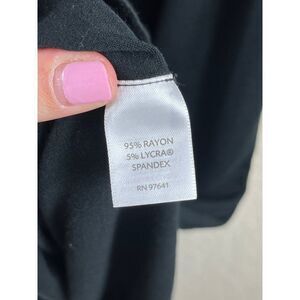 95% RAYON
5% LYCRA®
SPANDEX
RN 97641